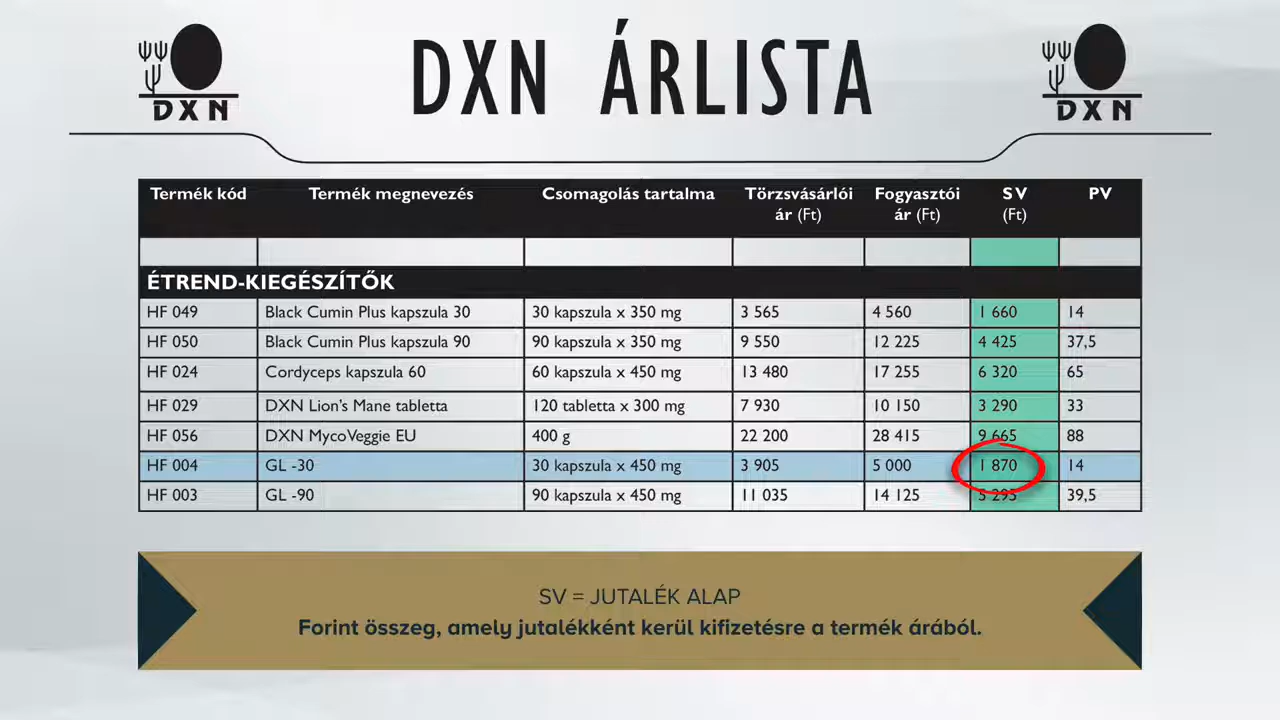 DXN ÁRLISTA
DXN
DXN
Termék kód Termék megnevezés Csomagolás tartalma Törzsvásárlói ár (Ft) Fogyasztói ár (Ft) SV (Ft) PV
ÉTREND-KIEGÉSZÍTŐK
HF 049 Black Cumin Plus kapszula 30 30 kapszula x 350 mg 3 565 4 560 1 660 14
HF 050 Black Cumin Plus kapszula 90 90 kapszula x 350 mg 9 550 12 225 4 425 37,5
HF 024 Cordyceps kapszula 60 60 kapszula x 450 mg 13 480 17 255 6 320 65
HF 029 DXN Lion's Mane tabletta 120 tabletta x 300 mg 7 930 10 150 3 290 33
HF 056 DXN MycoVeggie EU 400 g 22 200 28 415 9 665 88
HF 004 GL -30 30 kapszula x 450 mg 3 905 5 000 1 870 14
HF 003 GL -90 90 kapszula x 450 mg 11 035 14 125 5 295 39,5
SV = JUTALÉK ALAP
Forint összeg, amely jutalékként kerül kifizetésre a termék árából.